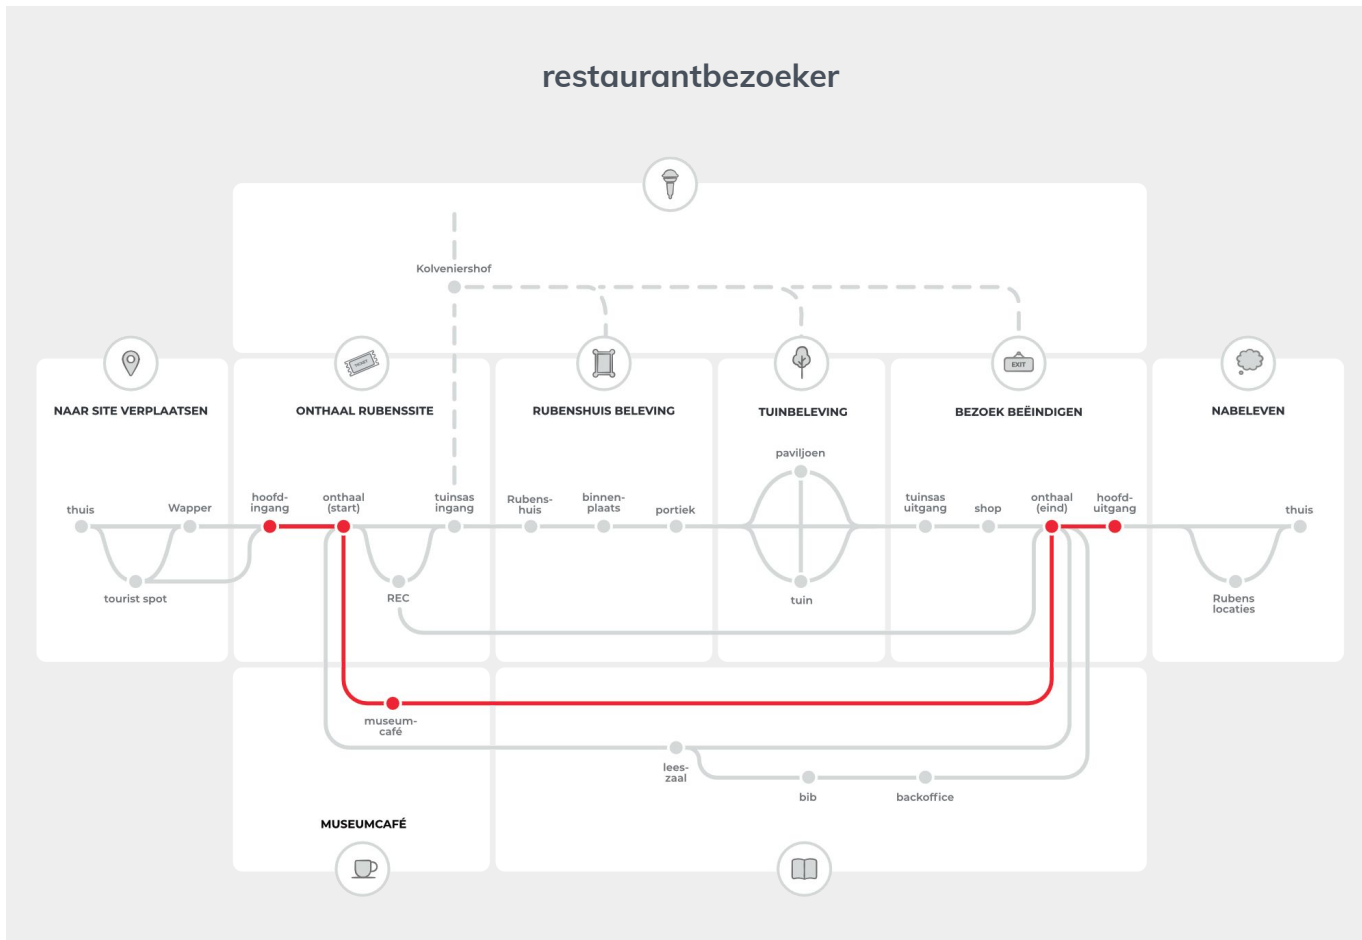 restaurantbezoeker
Kolveniershof
NAAR SITE VERPLAATSEN
TICKET
ONTHAAL RUBENSSITE
RUBENSHUIS BELEVING
TUINBELEVING
EXIT
BEZOEK BEËINDIGEN
NABELEVEN
thuis
Wapper
tourist spot
hoofd-
ingang
onthaal
(start)
REC
tuinsas
ingang
Rubens-
huis
binnen-
plaats
portiek
paviljoen
tuin
tuinsas
uitgang
shop
onthaal
(eind)
hoofd-
uitgang
Rubens
locaties
thuis
museum-
café
lees-
zaal
bib
backoffice
MUSEUMCAFÉ